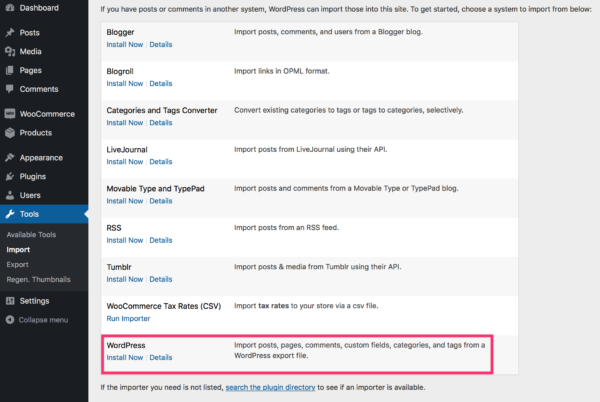 Dashboard
Posts
Media
Pages
Comments
WooCommerce
Products
Appearance
Plugins
Users
Tools
Available Tools
Import
Export
Regen. Thumbnails
Settings
Collapse menu
If you have posts or comments in another system, WordPress can import those into this site. To get started, choose a system to import from below:
Blogger
Install Now | Details
Import posts, comments, and users from a Blogger blog.
Blogroll
Install Now | Details
Import links in OPML format.
Categories and Tags Converter
Install Now | Details
Convert existing categories to tags or tags to categories, selectively.
LiveJournal
Install Now | Details
Import posts from LiveJournal using their API.
Movable Type and TypePad
Install Now | Details
Import posts and comments from a Movable Type or TypePad blog.
RSS
Install Now | Details
Import posts from an RSS feed.
Tumblr
Install Now | Details
Import posts & media from Tumblr using their API.
WooCommerce Tax Rates (CSV)
Run Importer
Import tax rates to your store via a csv file.
WordPress
Install Now | Details
Import posts, pages, comments, custom fields, categories, and tags from a
WordPress export file.
If the importer you need is not listed, search the plugin directory to see if an importer is available.